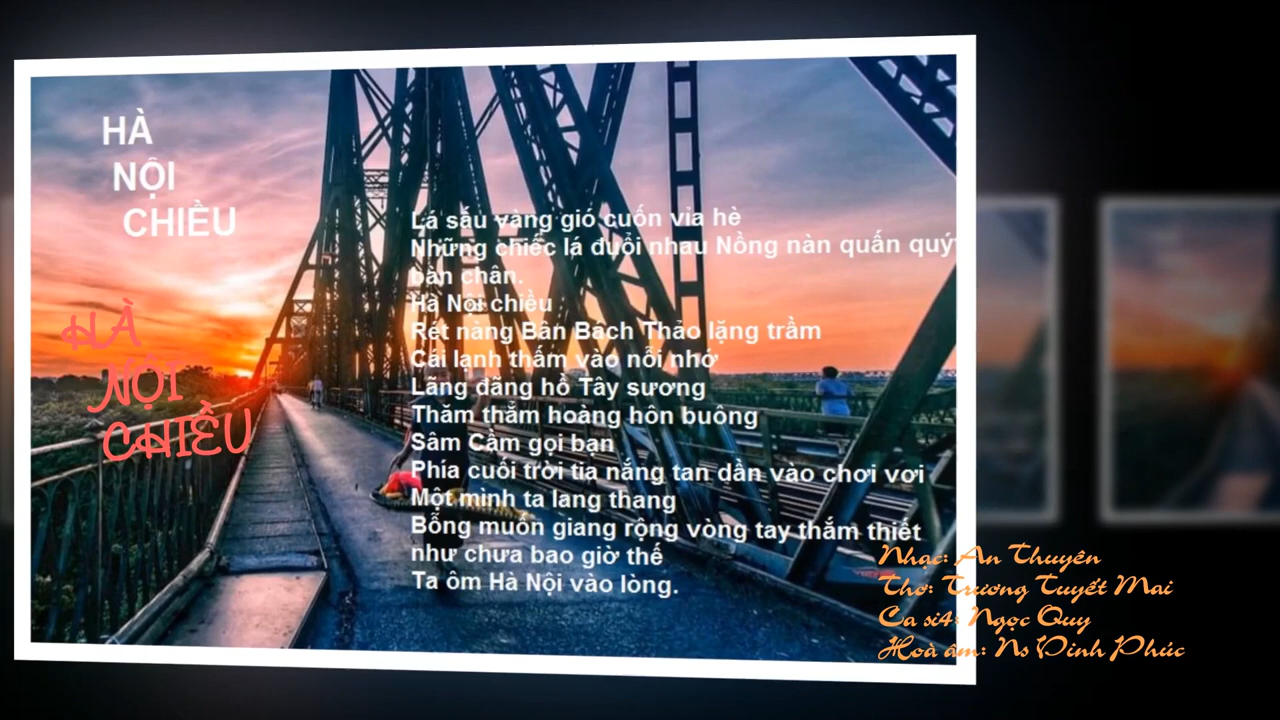 HÀ
NỘI
CHIỀU
HÀ
NỘI
CHIỀU
Lá sấu vàng gió cuốn vỉa hè
Những chiếc lá đuổi nhau Nồng nàn quấn quýt
bàn chân.
Hà Nội chiều
Rét nàng Bân Bách Thảo lặng trầm
Cái lạnh thấm vào nỗi nhớ
Lãng đãng hồ Tây sương
Thăm thẳm hoàng hôn buông
Sâm Cầm gọi bạn
Phía cuối trời tia nắng tan dần vào chơi vơi
Một mình ta lang thang
Bỗng muốn giang rộng vòng tay thắm thiết
như chưa bao giờ thế
Ta ôm Hà Nội vào lòng.
Nhạc: An Thuyên
Thơ: Trương Tuyết Mai
Ca si4: Ngọc Quy
Hoà âm: Ns Đinh Phúc